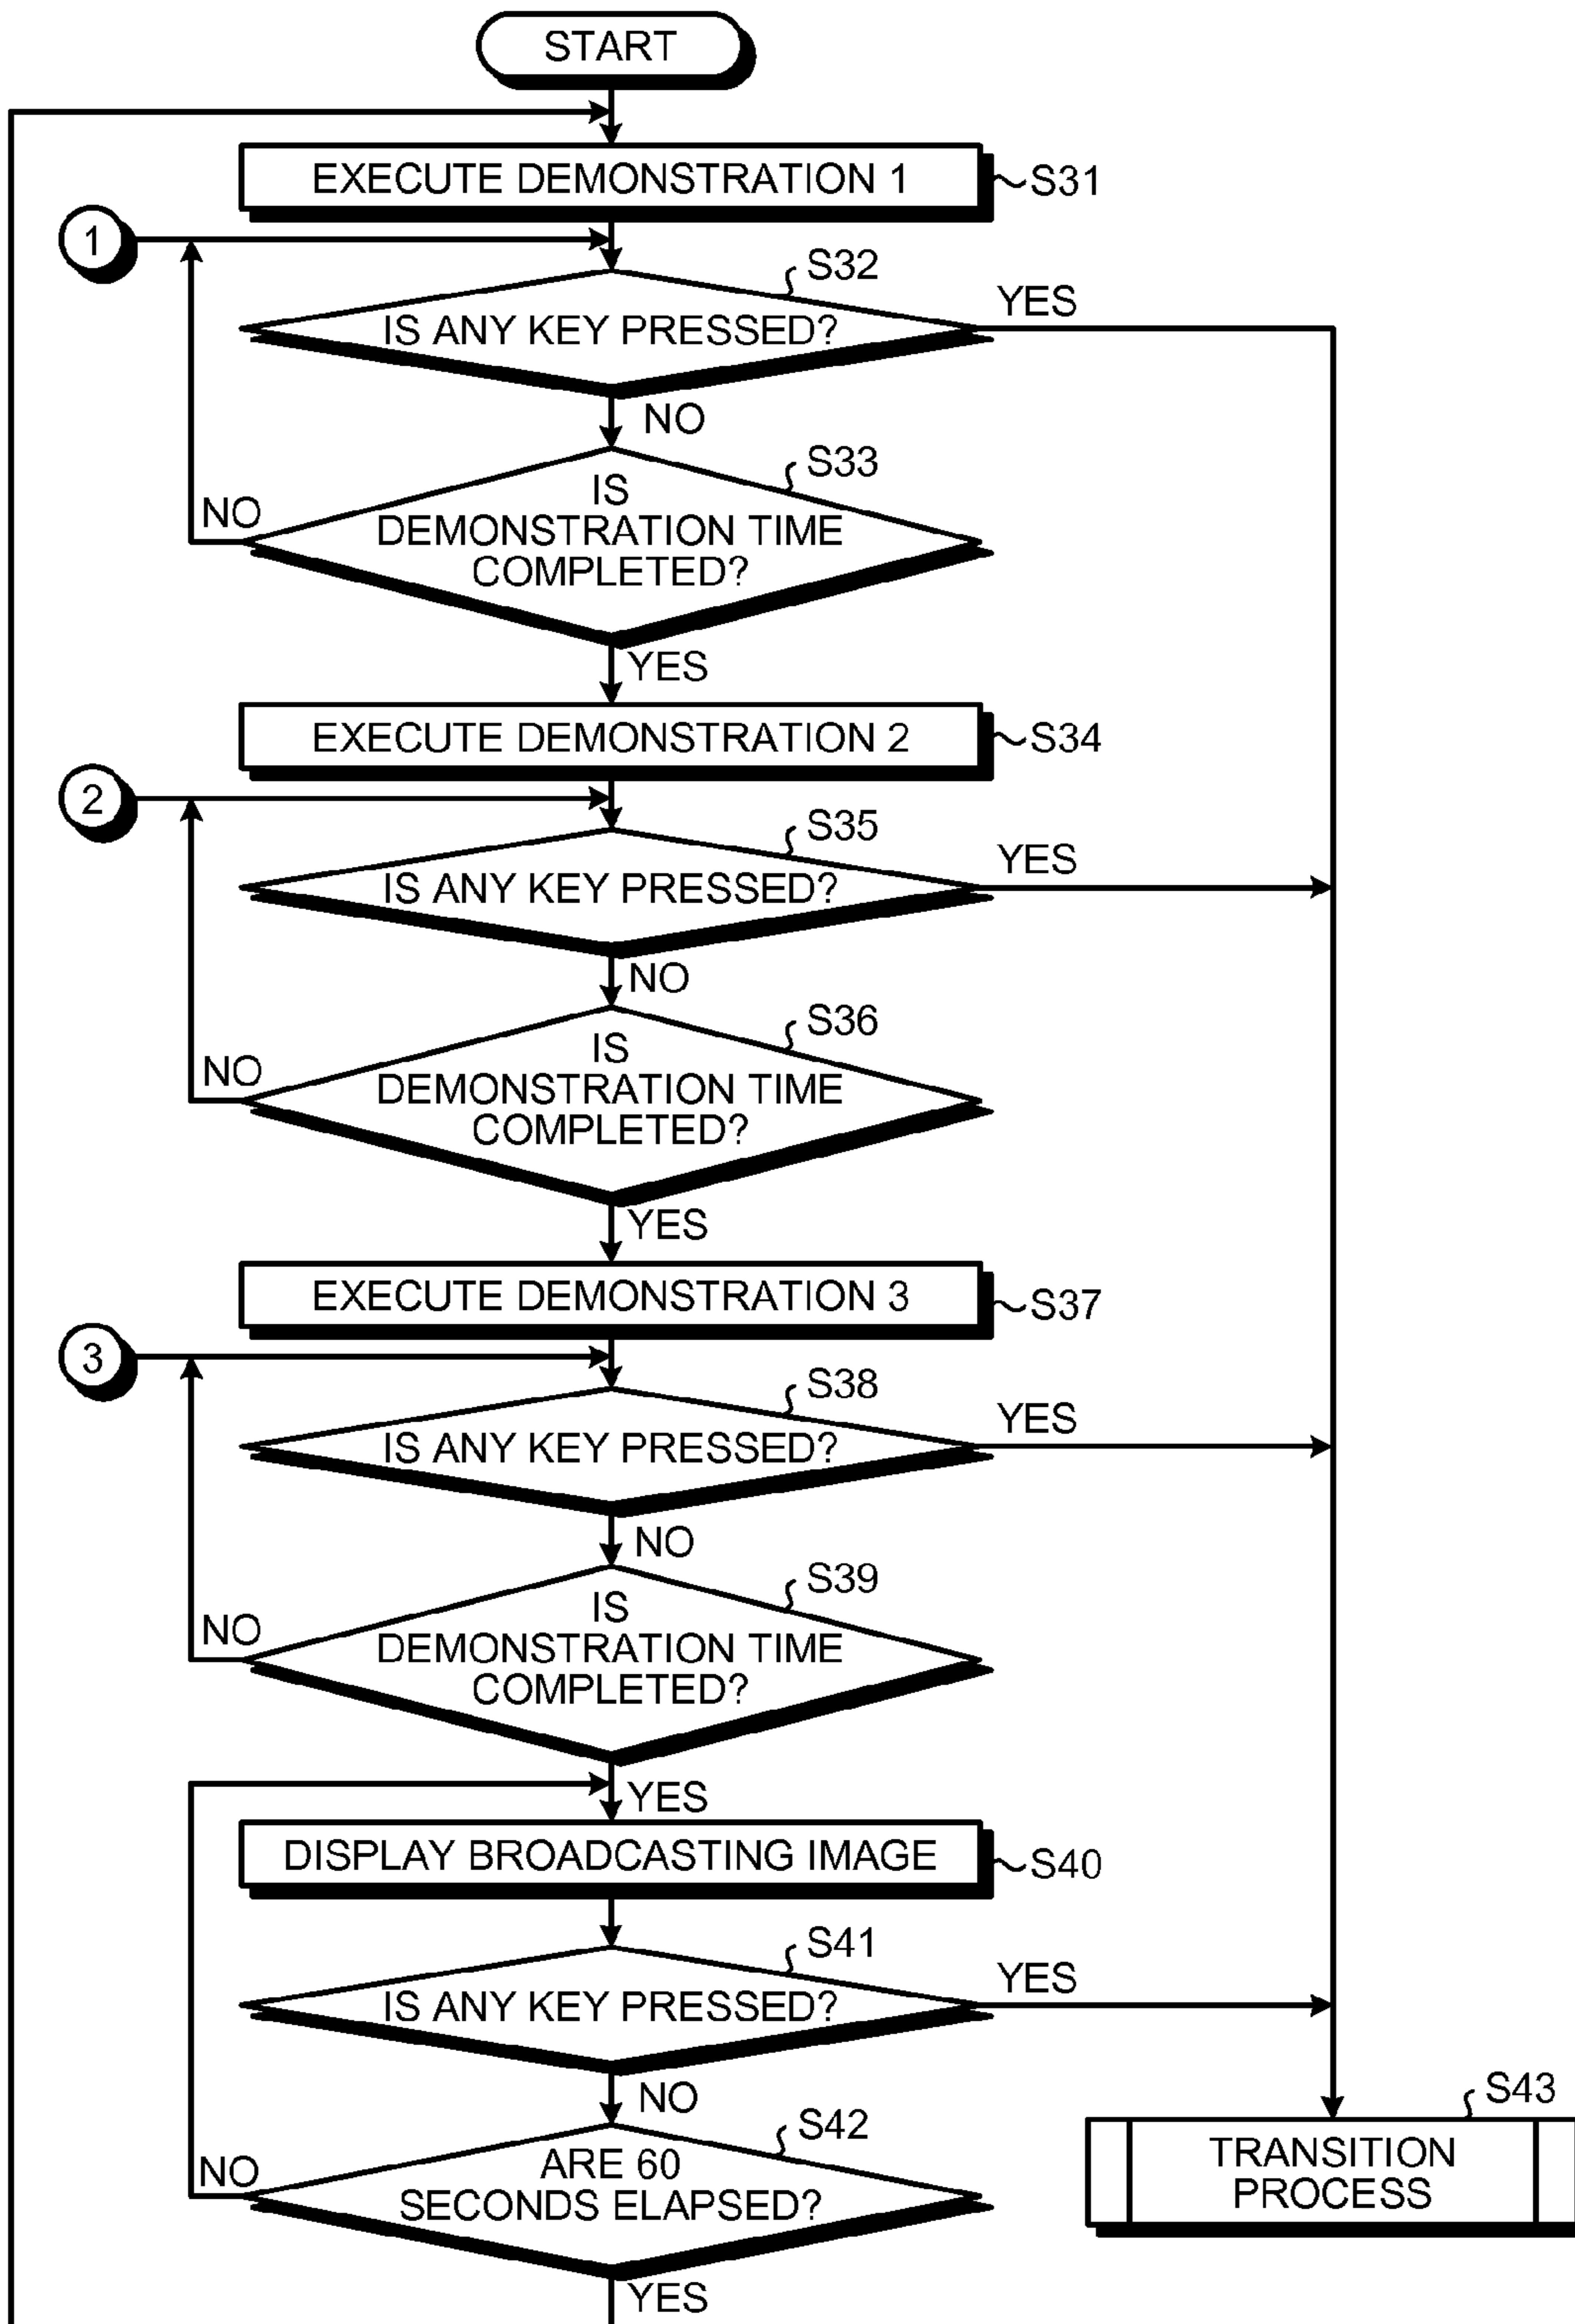 START
EXECUTE DEMONSTRATION 1
S31
1
S32
IS ANY KEY PRESSED?
YES
NO
S33
IS
DEMONSTRATION TIME
COMPLETED?
NO
YES
EXECUTE DEMONSTRATION 2
S34
2
S35
IS ANY KEY PRESSED?
YES
NO
S36
IS
DEMONSTRATION TIME
COMPLETED?
NO
YES
EXECUTE DEMONSTRATION 3
S37
3
S38
IS ANY KEY PRESSED?
YES
NO
S39
IS
DEMONSTRATION TIME
COMPLETED?
NO
YES
DISPLAY BROADCASTING IMAGE
S40
S41
IS ANY KEY PRESSED?
YES
NO
S42
ARE 60
SECONDS ELAPSED?
NO
YES
S43
TRANSITION
PROCESS